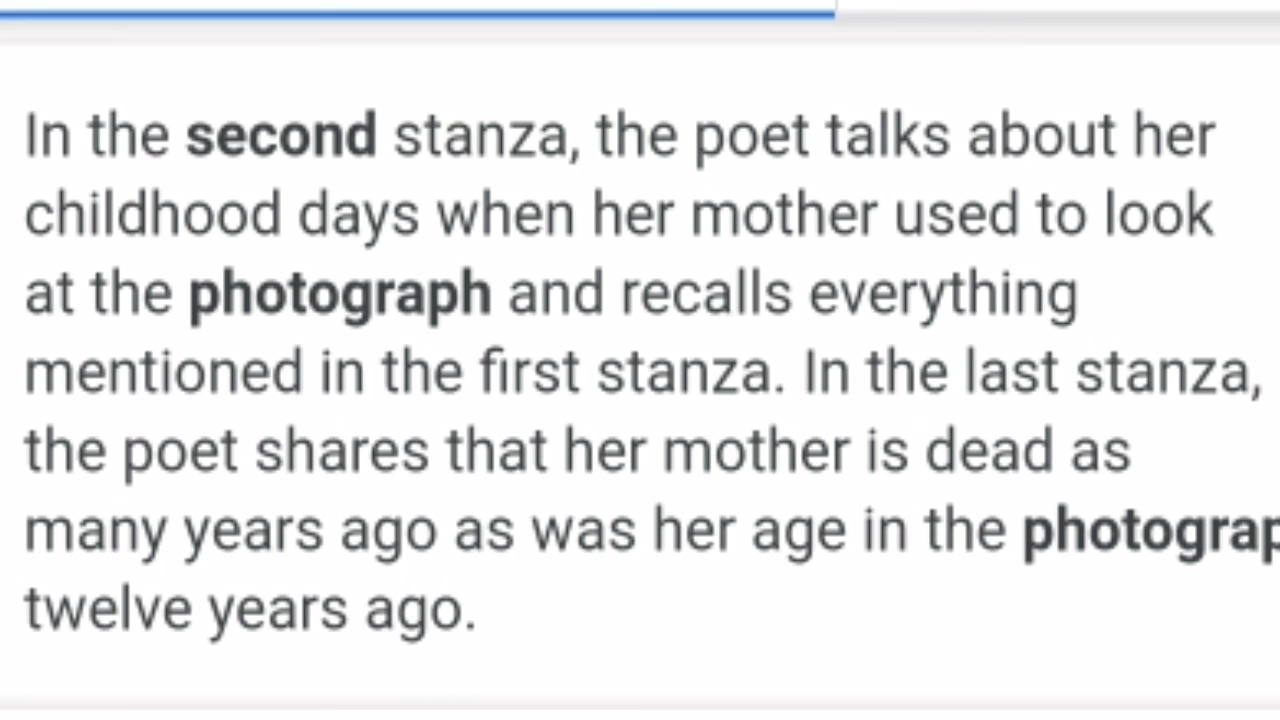 In the second stanza, the poet talks about her
childhood days when her mother used to look
at the photograph and recalls everything
mentioned in the first stanza. In the last stanza,
the poet shares that her mother is dead as
many years ago as was her age in the photograp
twelve years ago.